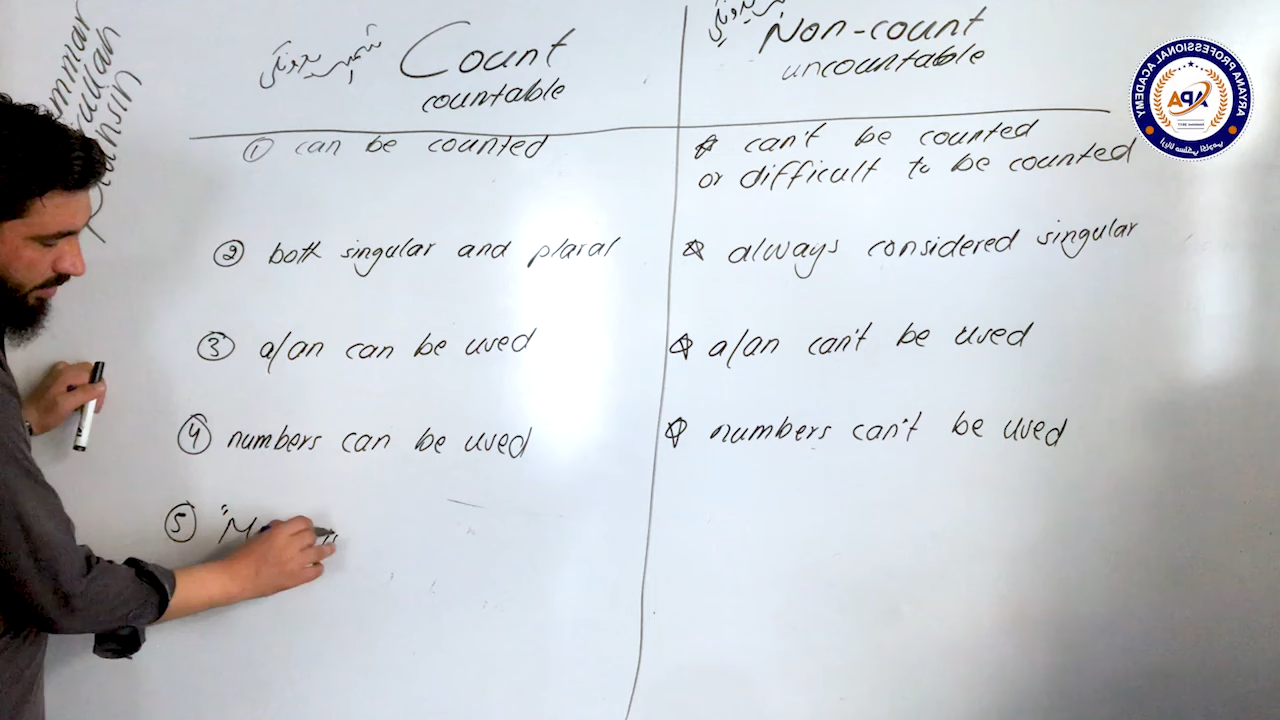 Count
countable
Non-count
uncountable
① can be counted
can't be counted
or difficult to be counted
② both singular and plaral
always considered singular
③ a/an can be used
a/an can't be used
④ numbers can be used
numbers can't be used
⑤
ARYANA PROFESSIONAL ACADEMY
APA